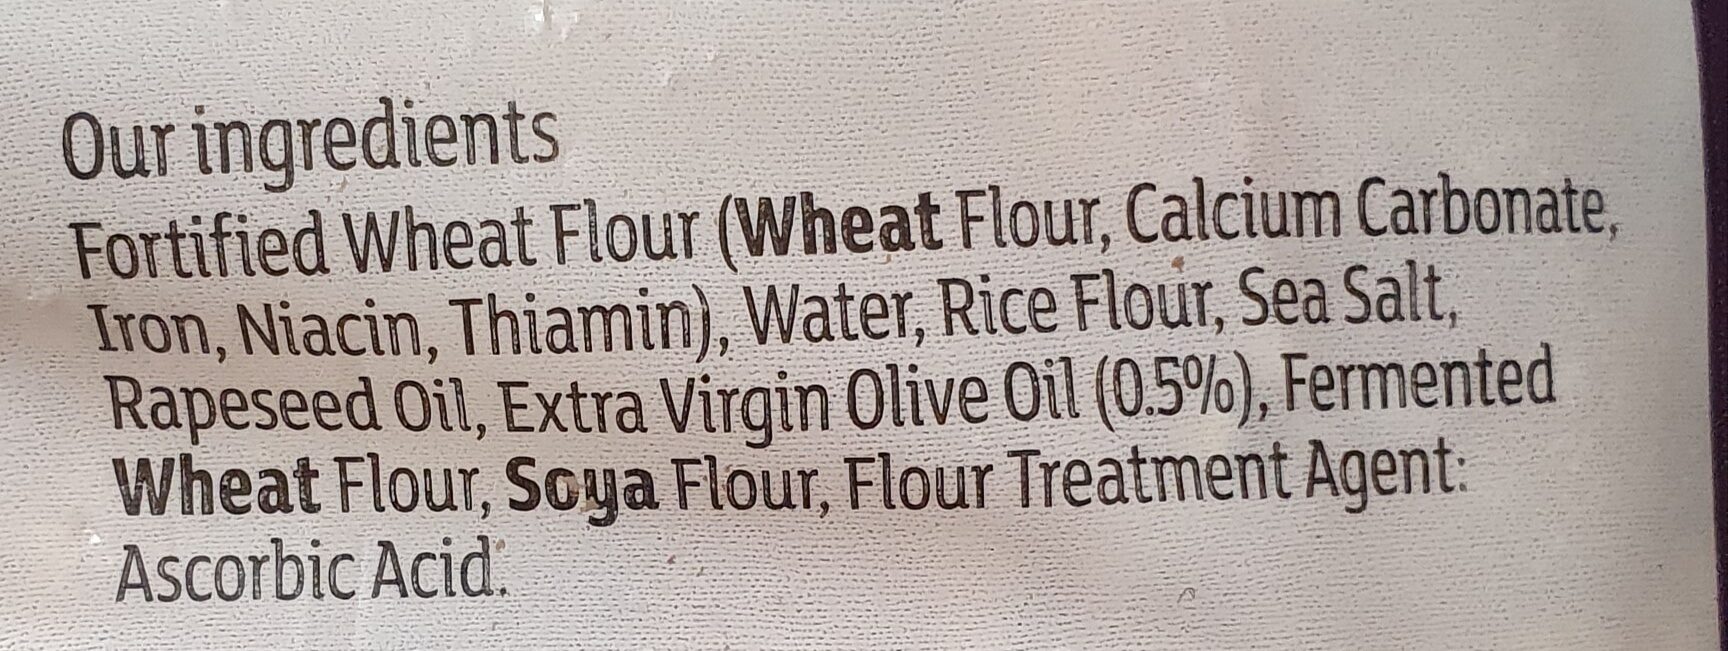 Our ingredients
Fortified Wheat Flour (Wheat Flour, Calcium Carbonate,
Iron, Niacin, Thiamin), Water, Rice Flour, Sea Salt,
Rapeseed Oil, Extra Virgin Olive Oil (0.5%), Fermented
Wheat Flour, Soya Flour, Flour Treatment Agent:
Ascorbic Acid.